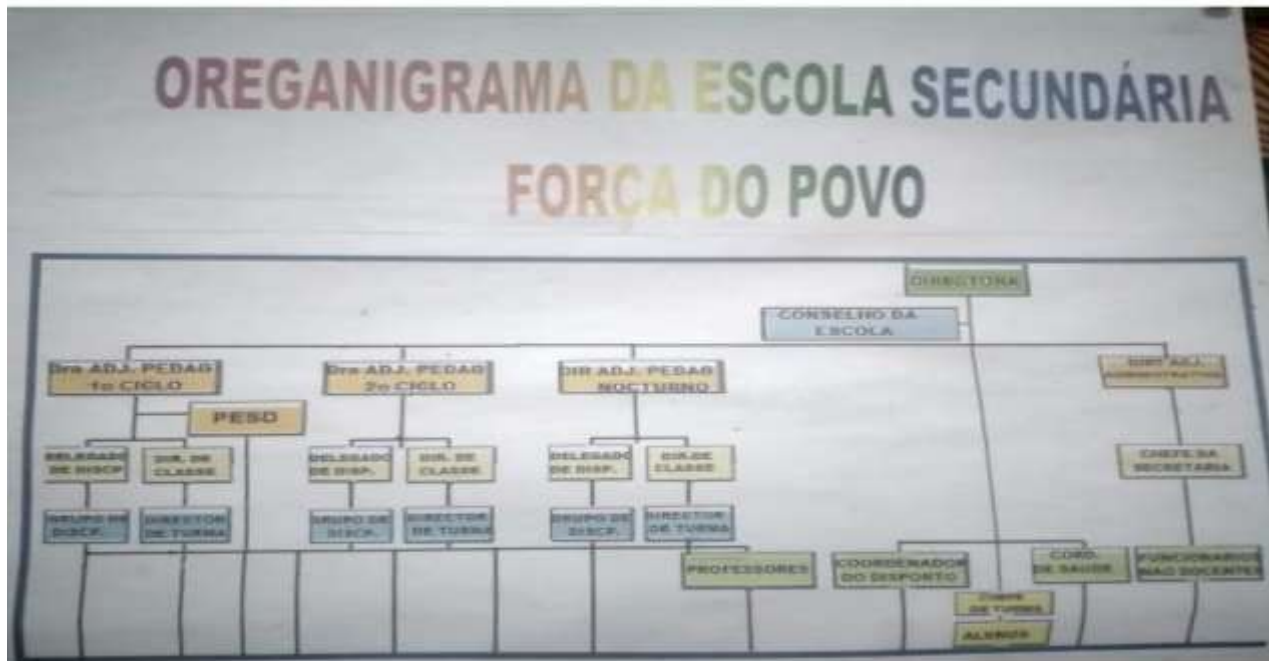 OREGANIGRAMA DA ESCOLA SECUNDÁRIA
FORÇA DO POVO
DIRECTORA
CONSELHO DA
ESCOLA
Dra ADJ. PEDAG
1o CICLO
Dra ADJ. PEDAG
2o CICLO
DIR ADJ. PEDAG
NOCTURNO
ADJ.
PESD
DELEGADO
DE DISCP
DIR. DE
CLASSE
DELEGADO
DE DISP.
DIR. DE
CLASSE
DELEGADO
DE DISP.
DIR.DE
CLASSE
CHEFE DA
SECRETARIA
GRUPO DE
DISCP.
DIRECTOR
DE TURMA
GRUPO DE
DISCP.
DIRECTOR
DE TURMA
GRUPO DE
DISCP.
DIRECTOR
DE TURMA
PROFESSORES
COORDENADOR
DO DISPORTO
CORD.
DE SAUDE
FUNCIONARIOS
NAO DOCENTES
CHEFE
DE TURMA
ALUNOS